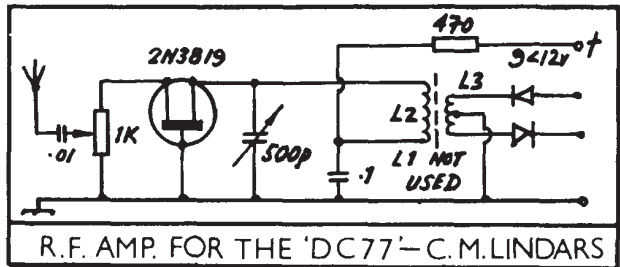 470
2N3819
9<12v
+
L3
1K
L2
.01
500p
.1
L1 NOT
USED
R.F. AMP. FOR THE 'DC77'-C.M.LINDARS